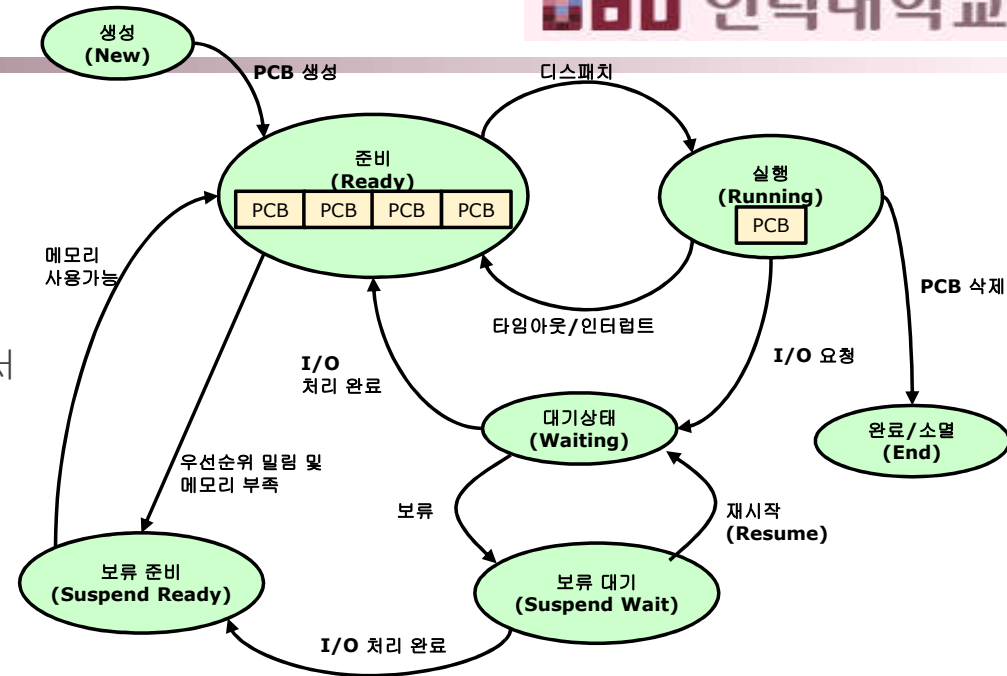 생성
(New)
PCB 생성
디스패치
준비
(Ready)
PCB PCB PCB PCB
실행
(Running)
PCB
메모리
사용가능
PCB 삭제
타임아웃/인터럽트
I/O
처리 완료
I/O 요청
서
대기상태
(Waiting)
완료/소멸
(End)
우선순위 밀림 및
메모리 부족
보류
재시작
(Resume)
보류 준비
(Suspend Ready)
보류 대기
(Suspend Wait)
I/O 처리 완료